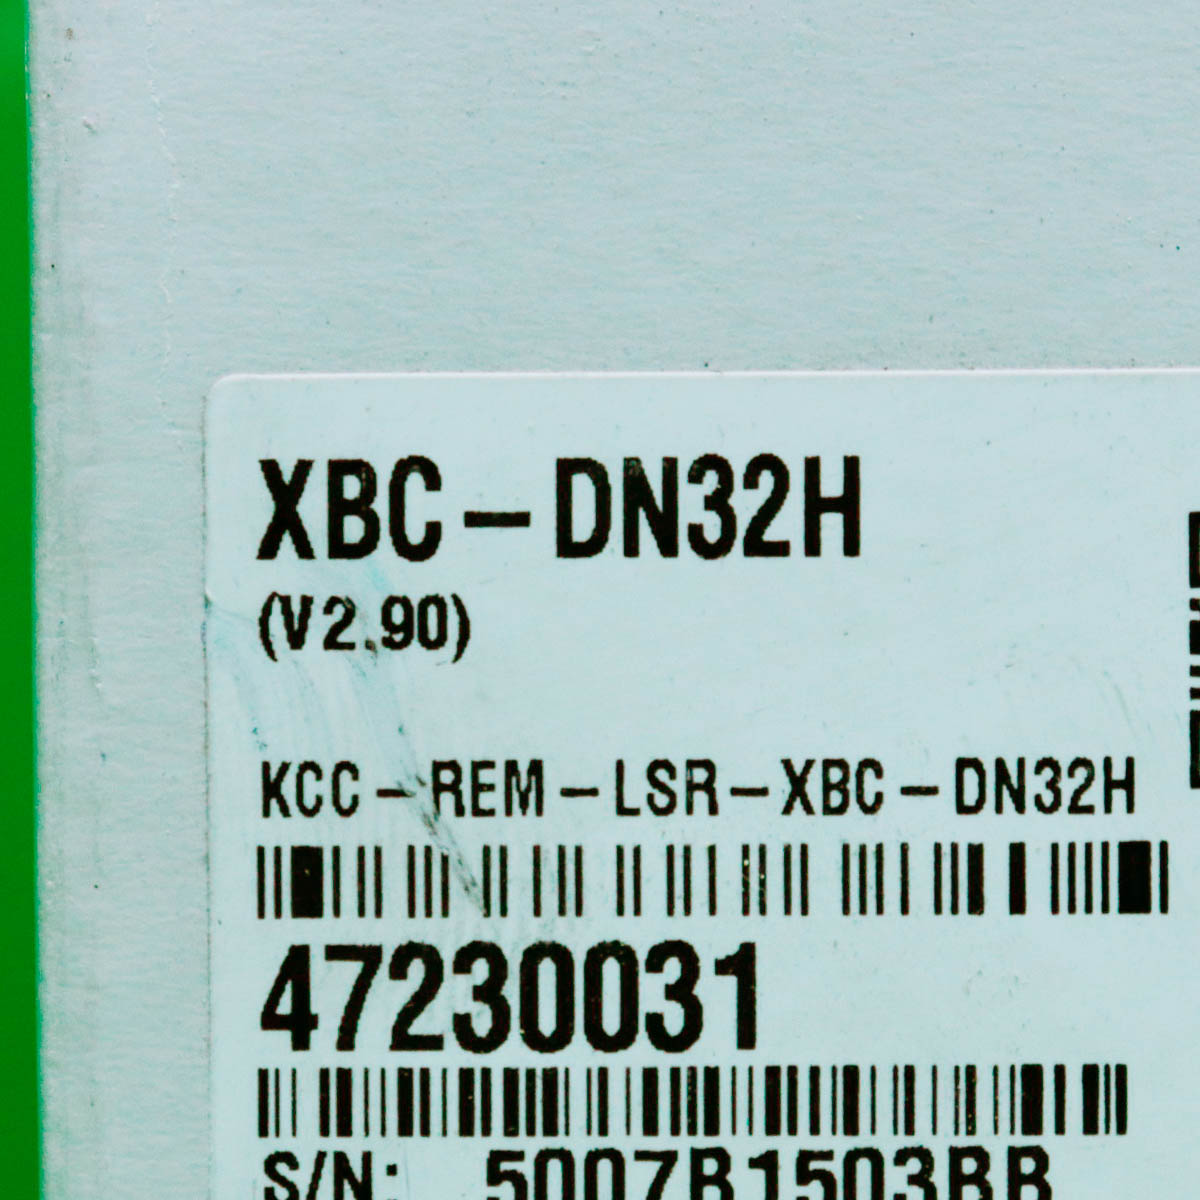 XBC-DN32H
(V2.90)
KCC-REM-LSR-XBC-DN32H
47230031
S/N: 5007B1503BB